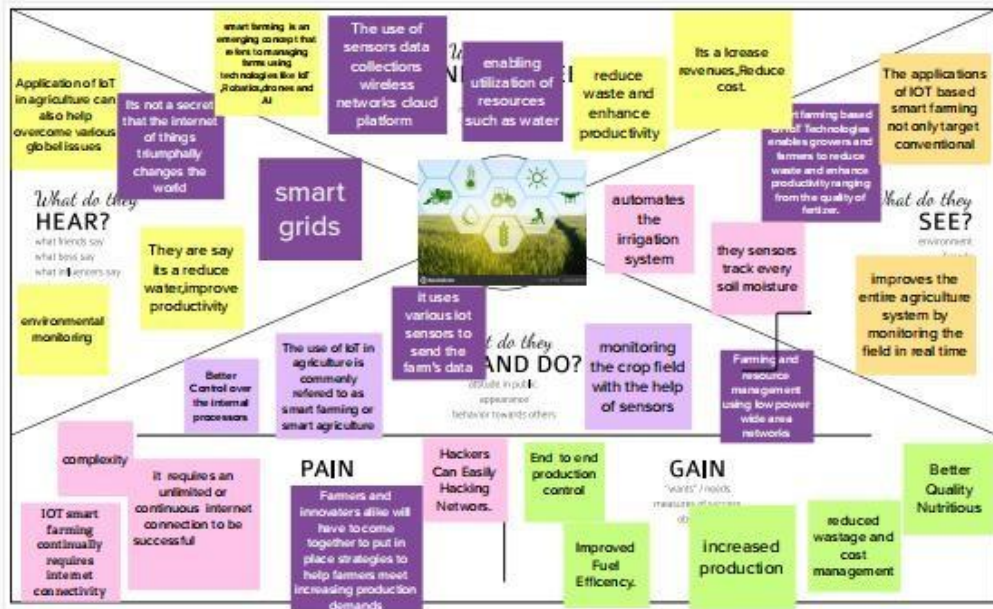 smart farming is an
emerging concept that
refers to managing
farms using
technologies like IoT
,Robotics,drones and
AI
The use of
sensors data
collections
wireless
networks cloud
platform
enabling
utilization of
resources
such as water
reduce
waste and
enhance
productivity
Its a Icrease
revenues,Reduce
cost.
The applications
of IOT based
smart farming
not only target
conventional
Application of IoT
in agriculture can
also help
overcome various
global issues
Its not a secret
that the internet
of things
triumphally
changes the
world
farming based
on IoT Technologies
enables growers and
farmers to reduce
waste and enhance
productivity ranging
from the quality of
fertizer.
smart
grids
What do they
HEAR?
what friends say
what boss say
what influencers say
They are say
its a reduce
water,improve
productivity
environmental
monitoring
automates
the
irrigation
system
they sensors
track every
soil moisture
What do they
SEE?
environment
improves the
entire agriculture
system by
monitoring the
field in real time
it uses
various iot
sensors to
send the
farm's data
do they
AND DO?
attitude in public
appearance
behavior towards others
Better
Control over
the internal
processors
The use of IoT in
agriculture is
commenly
refered to as
smart farming or
smart agriculture
monitoring
the crop field
with the help
of sensors
Farming and
resource
management
using low power
wide area
networks
complexity
it requires an
unlimited or
continuous internet
connection to be
successful
IOT smart
farming
continually
requires
internet
connectivity
PAIN
Farmers and
innovaters alike will
have to come
together to put in
place strategies to
help farmers meet
increasing production
demands
Hackers
Can Easily
Hacking
Networs.
End to end
production
control
Improved
Fuel
Efficency.
GAIN
"wants" / needs
measures of success
increased
production
reduced
wastage and
cost
management
Better
Quality
Nutritious